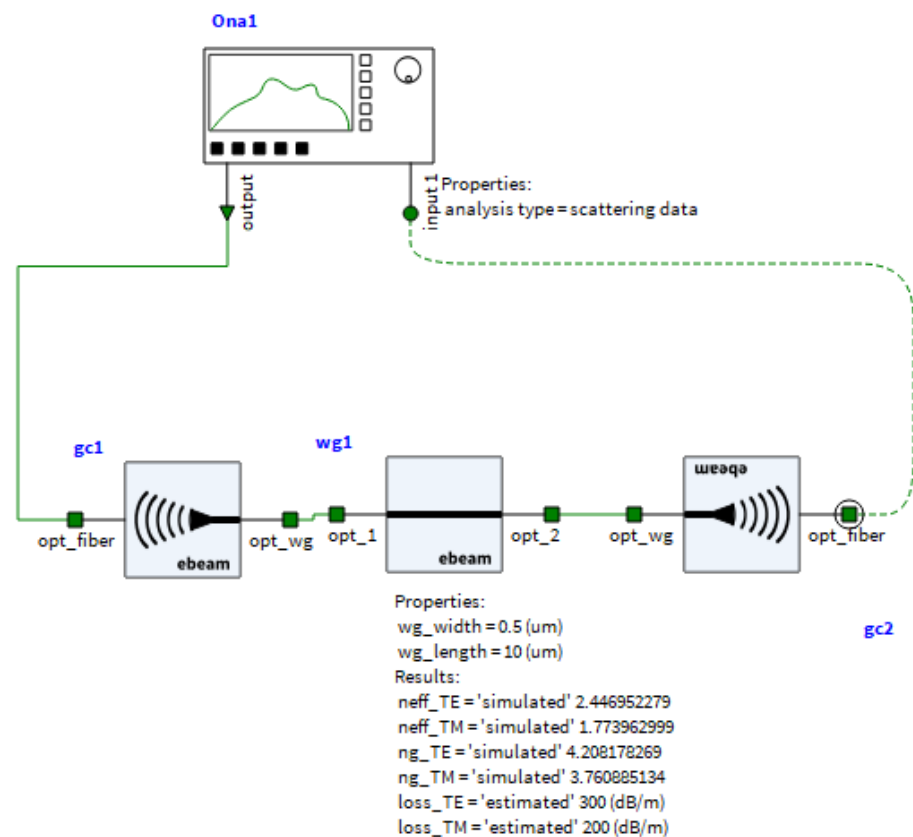 Ona1
output
input 1
Properties:
analysis type = scattering data
gc1
wg1
ebeam
opt_fiber
opt_wg
opt_1
opt_2
opt_wg
opt_fiber
ebeam
ebeam
gc2
Properties:
wg_width = 0.5 (um)
wg_length = 10 (um)
Results:
neff_TE = 'simulated' 2.446952279
neff_TM = 'simulated' 1.773962999
ng_TE = 'simulated' 4.208178269
ng_TM = 'simulated' 3.760885134
loss_TE = 'estimated' 300 (dB/m)
loss_TM = 'estimated' 200 (dB/m)